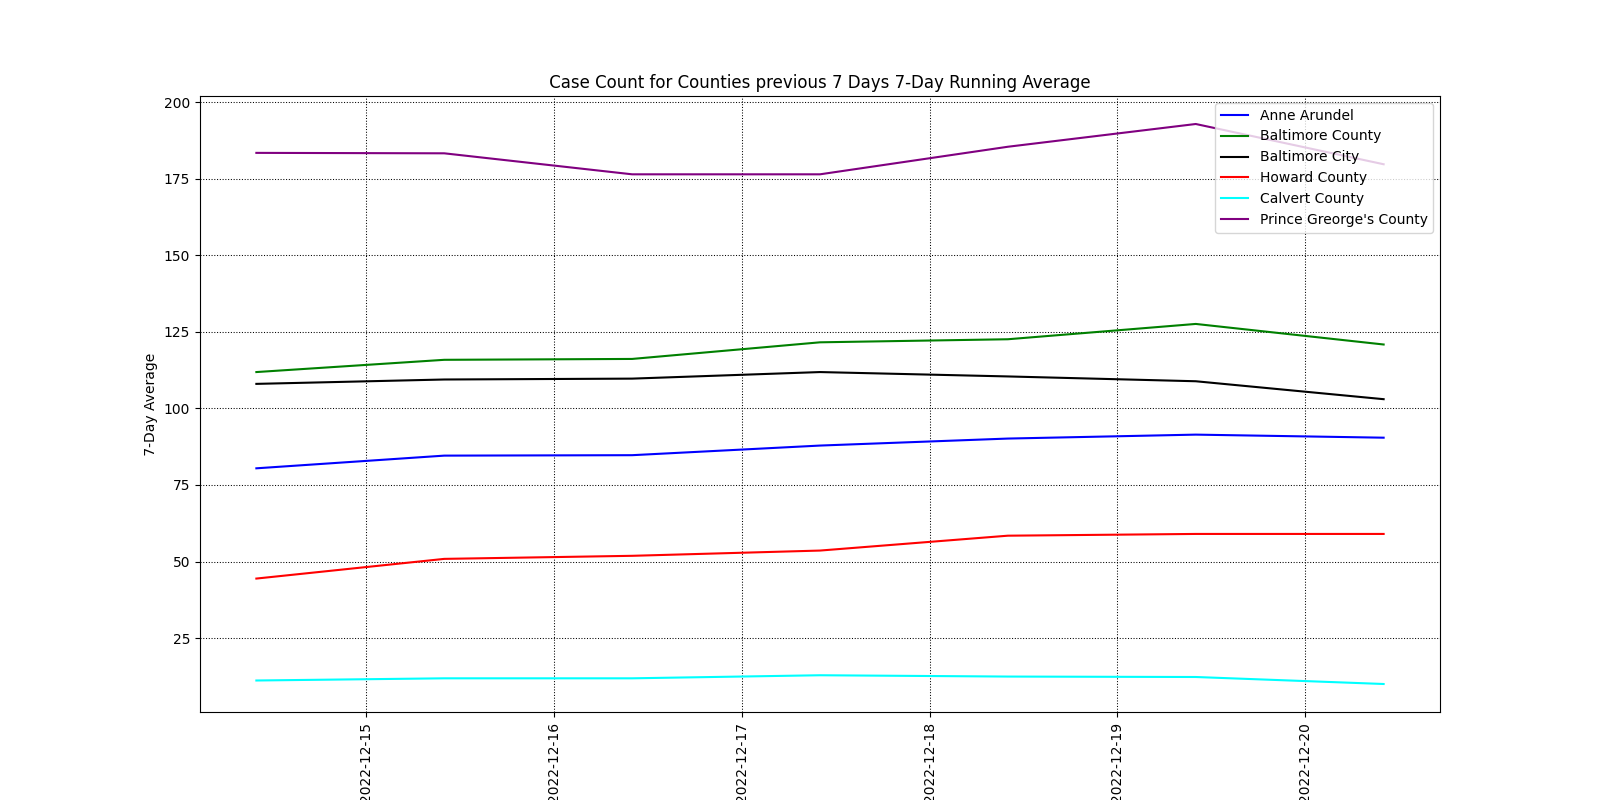 Case Count for Counties previous 7 Days 7-Day Running Average
200
175
150
125
100
75
50
25
7-Day Average
Anne Arundel
Baltimore County
Baltimore City
Howard County
Calvert County
Prince Greorge's County
2022-12-15
2022-12-16
2022-12-17
2022-12-18
2022-12-19
2022-12-20